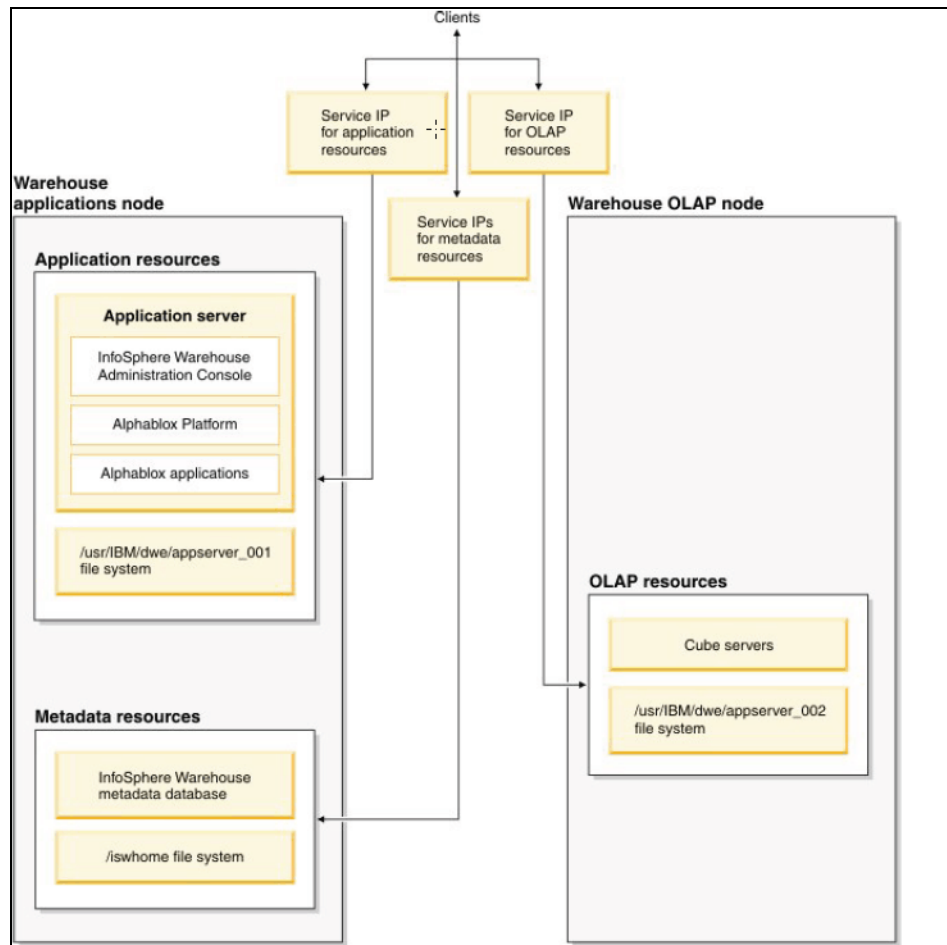 Clients
Service IP
for application
resources
Service IP
for OLAP
resources
Service IPs
for metadata
resources
Warehouse
applications node
Application resources
Application server
InfoSphere Warehouse
Administration Console
Alphablox Platform
Alphablox applications
/usr/IBM/dwe/appserver_001
file system
Metadata resources
InfoSphere Warehouse
metadata database
/iswhome file system
Warehouse OLAP node
OLAP resources
Cube servers
/usr/IBM/dwe/appserver_002
file system